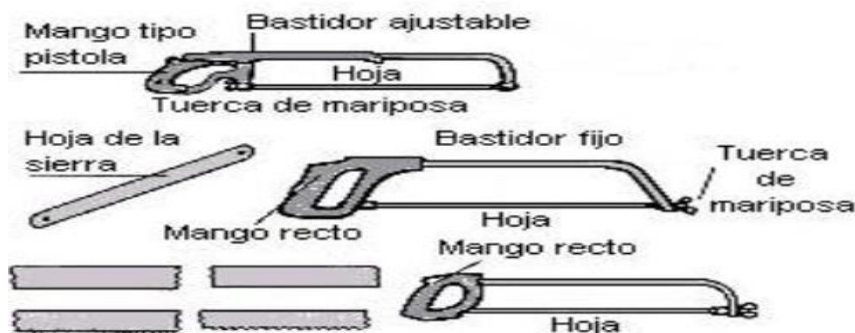 Mango tipo
pistola
Bastidor ajustable
Hoja
Tuerca de mariposa
Hoja de la
sierra
Bastidor fijo
Tuerca
de
mariposa
Mango recto
Hoja
Mango recto
Hoja